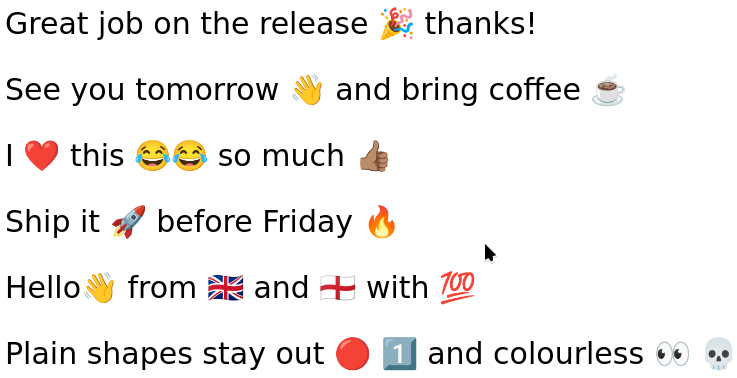 Great job on the release 🎉 thanks!
See you tomorrow 👋 and bring coffee ☕
I ❤️ this 😂😂 so much 👍🏽
Ship it 🚀 before Friday 🔥
Hello👋 from 🇬🇧 and 🏴󠁧󠁢󠁥󠁮󠁧󠁿 with 💯
Plain shapes stay out 🔴 1️⃣ and colourless 👀 💀